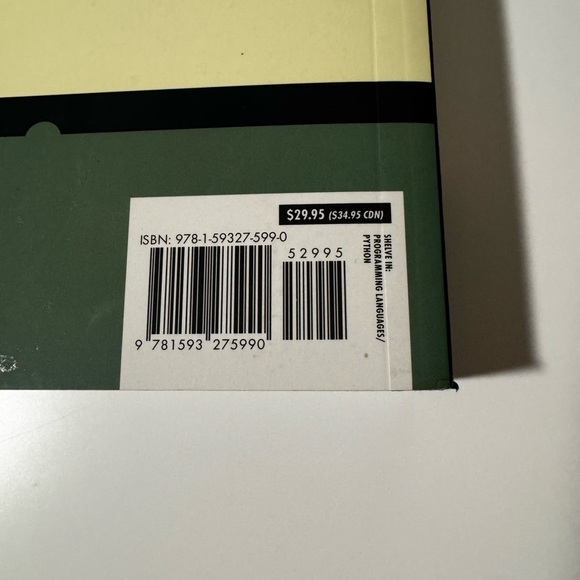 $29.95 ($34.95 CDN)
ISBN: 978-1-59327-599-0
52995
9 781593 275990
SHELVE IN:
PROGRAMMING LANGUAGES/
PYTHON